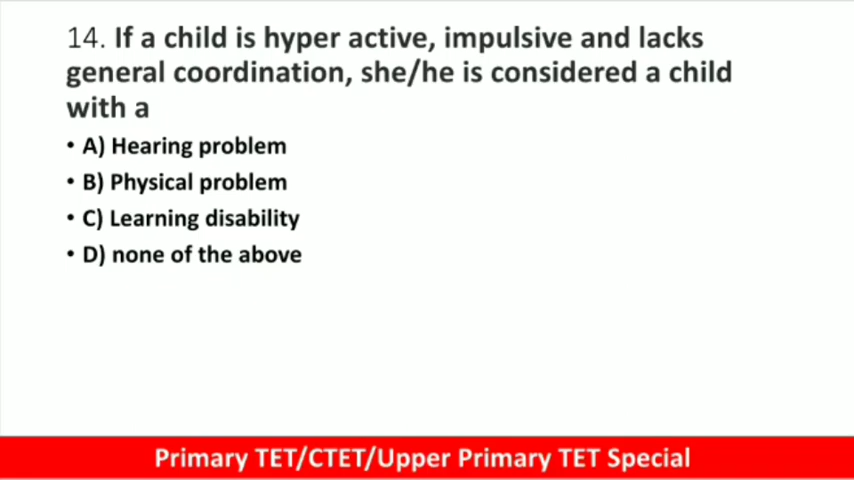 14. If a child is hyper active, impulsive and lacks
general coordination, she/he is considered a child
with a
• A) Hearing problem
• B) Physical problem
• C) Learning disability
• D) none of the above
Primary TET/CTET/Upper Primary TET Special